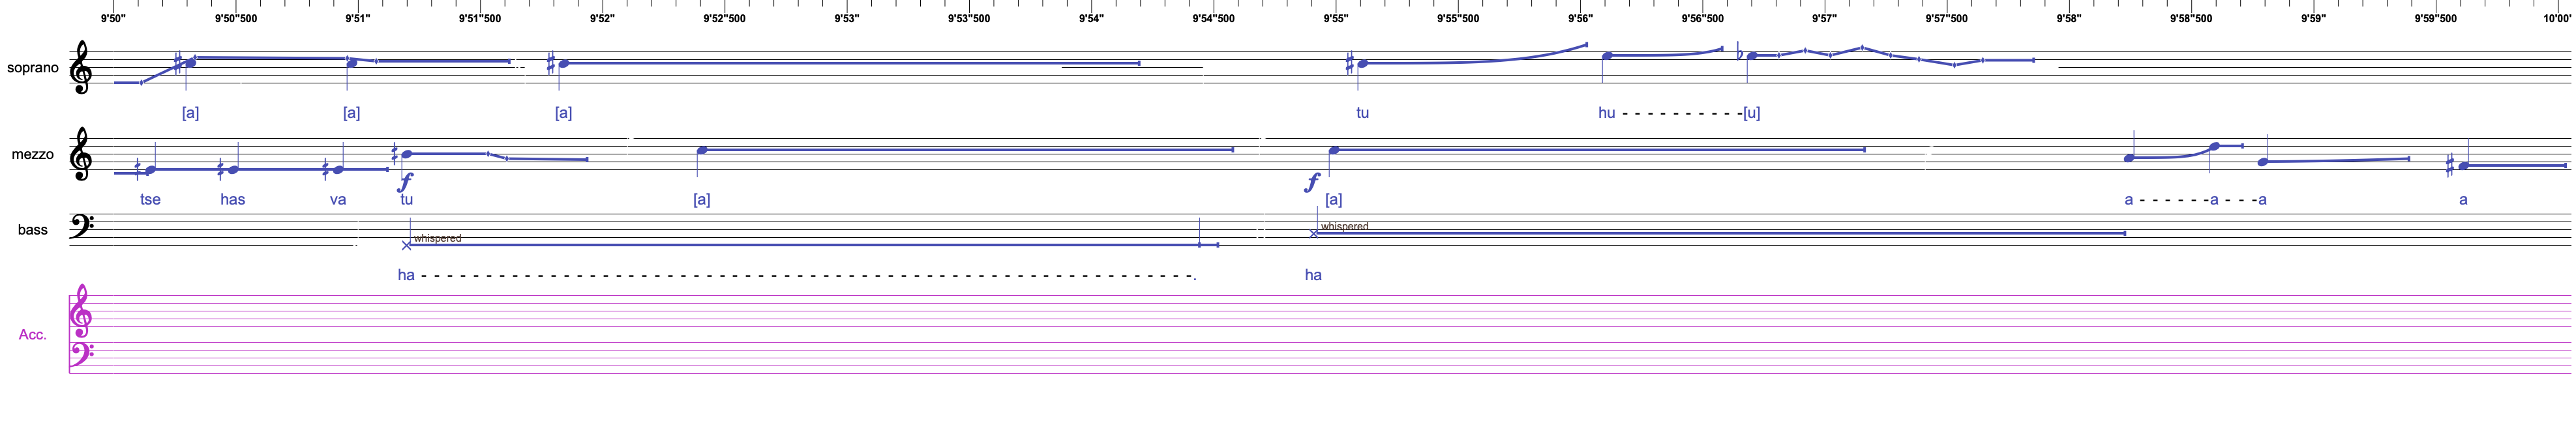 9'50" 9'50"500 9'51" 9'51"500 9'52" 9'52"500 9'53" 9'53"500 9'54" 9'54"500 9'55" 9'55"500 9'56" 9'56"500 9'57" 9'57"500 9'58" 9'58"500 9'59" 9'59"500 10'00'
soprano
[a] [a] [a] tu hu - - - - - - - - - -[u]
mezzo
f f
tse has va tu [a] [a] a - - - - - -a - - -a a
bass
whispered whispered
ha - - - - - - - - - - - - - - - - - - - - - - - - - - - - - - - - - - - - - - - - - - - - - - - - - - - - - - - - - - -. ha
Acc.